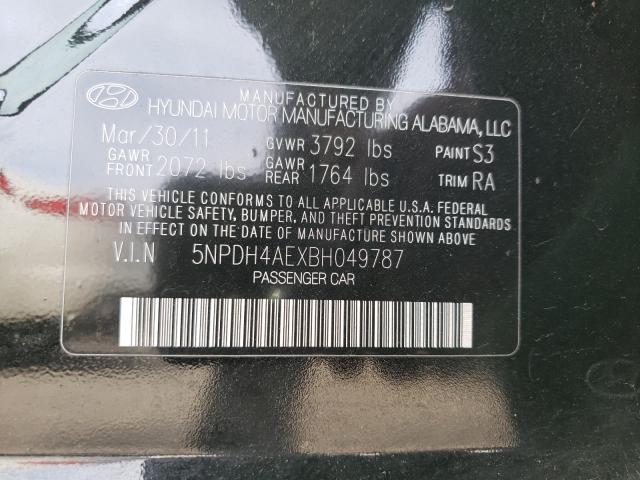 MANUFACTURED BY
HYUNDAI MOTOR MANUFACTURING ALABAMA, LLC
Mar/30/11 GVWR 3792 lbs PAINT S3
GAWR FRONT 2072 lbs GAWR REAR 1764 lbs TRIM RA
THIS VEHICLE CONFORMS TO ALL APPLICABLE U.S.A. FEDERAL
MOTOR VEHICLE SAFETY, BUMPER, AND THEFT PREVENTION STANDARDS
IN EFFECT ON THE DATE OF MANUFACTURE SHOWN ABOVE.
V.I.N 5NPDH4AEXBH049787
PASSENGER CAR